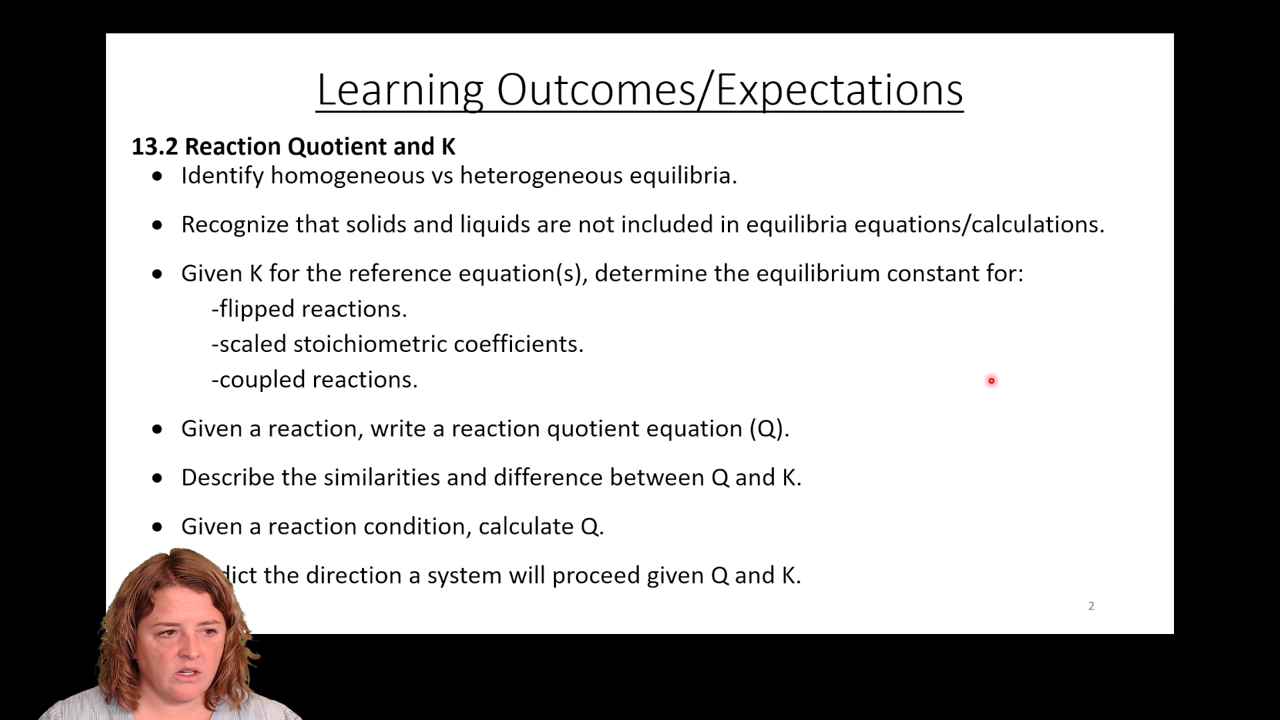 Learning Outcomes/Expectations
13.2 Reaction Quotient and K
• Identify homogeneous vs heterogeneous equilibria.
• Recognize that solids and liquids are not included in equilibria equations/calculations.
• Given K for the reference equation(s), determine the equilibrium constant for:
-flipped reactions.
-scaled stoichiometric coefficients.
-coupled reactions.
• Given a reaction, write a reaction quotient equation (Q).
• Describe the similarities and difference between Q and K.
• Given a reaction condition, calculate Q.
the direction a system will proceed given Q and K.
2